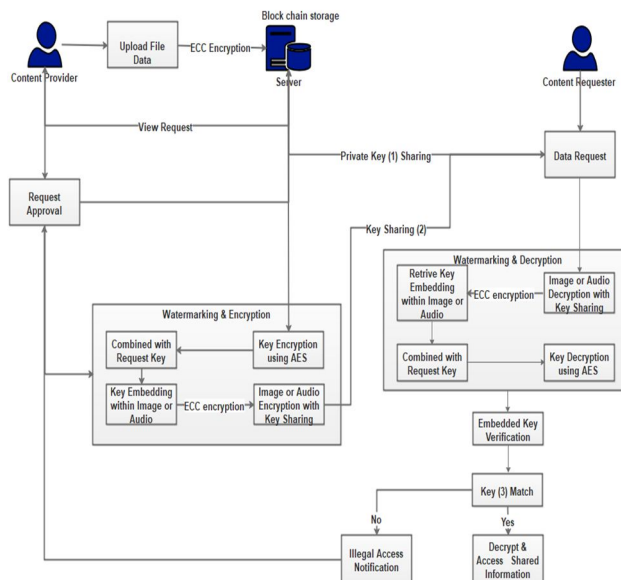 Block chain storage
Upload File
Data
ECC Encryption
Content Provider
Server
Content Requester
View Request
Private Key (1) Sharing
Data Request
Request
Approval
Key Sharing (2)
Watermarking & Decryption
Retrive Key
Embedding
within Image or
Audio
ECC encryption
Image or Audio
Decryption with
Key Sharing
Combined with
Request Key
Key Decryption
using AES
Watermarking & Encryption
Combined with
Request Key
Key Encryption
using AES
Key Embedding
within Image or
Audio
ECC encryption
Image or Audio
Encryption with
Key Sharing
Embedded Key
Verification
Key (3) Match
No
Yes
Illegal Access
Notification
Decrypt &
Access Shared
Information